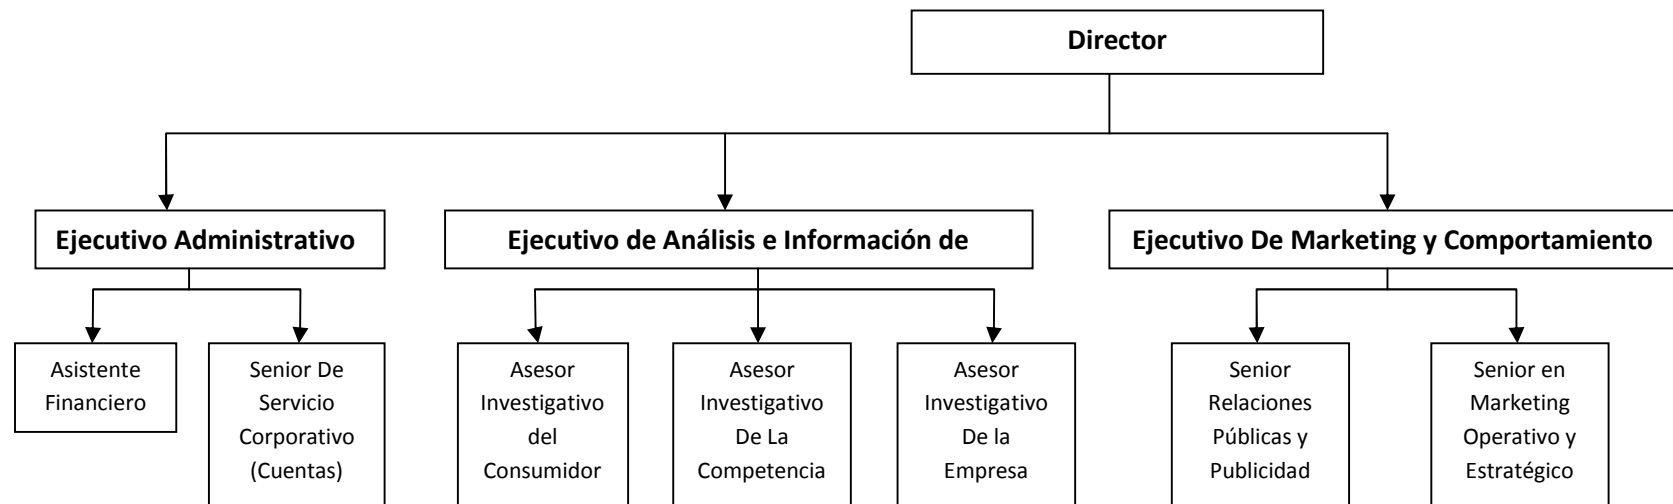 Director
Ejecutivo Administrativo
Ejecutivo de Análisis e Información de
Ejecutivo De Marketing y Comportamiento
Asistente
Financiero
Senior De
Servicio
Corporativo
(Cuentas)
Asesor
Investigativo
del
Consumidor
Asesor
Investigativo
De La
Competencia
Asesor
Investigativo
De la
Empresa
Senior
Relaciones
Públicas y
Publicidad
Senior en
Marketing
Operativo y
Estratégico